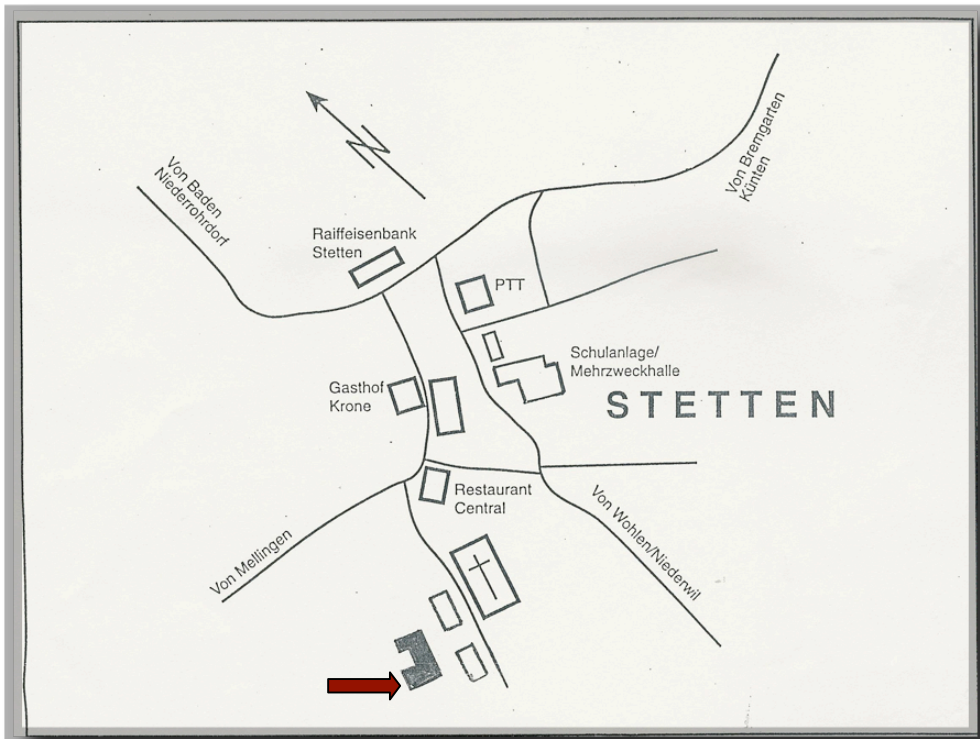 N
Von Baden
Niederrohrdorf
Von Bremgarten
Künten
Raiffeisenbank
Stetten
PTT
Schulanlage/
Mehrzweckhalle
Gasthof
Krone
STETTEN
Restaurant
Central
Von Mellingen
Von Wohlen/Niederwil